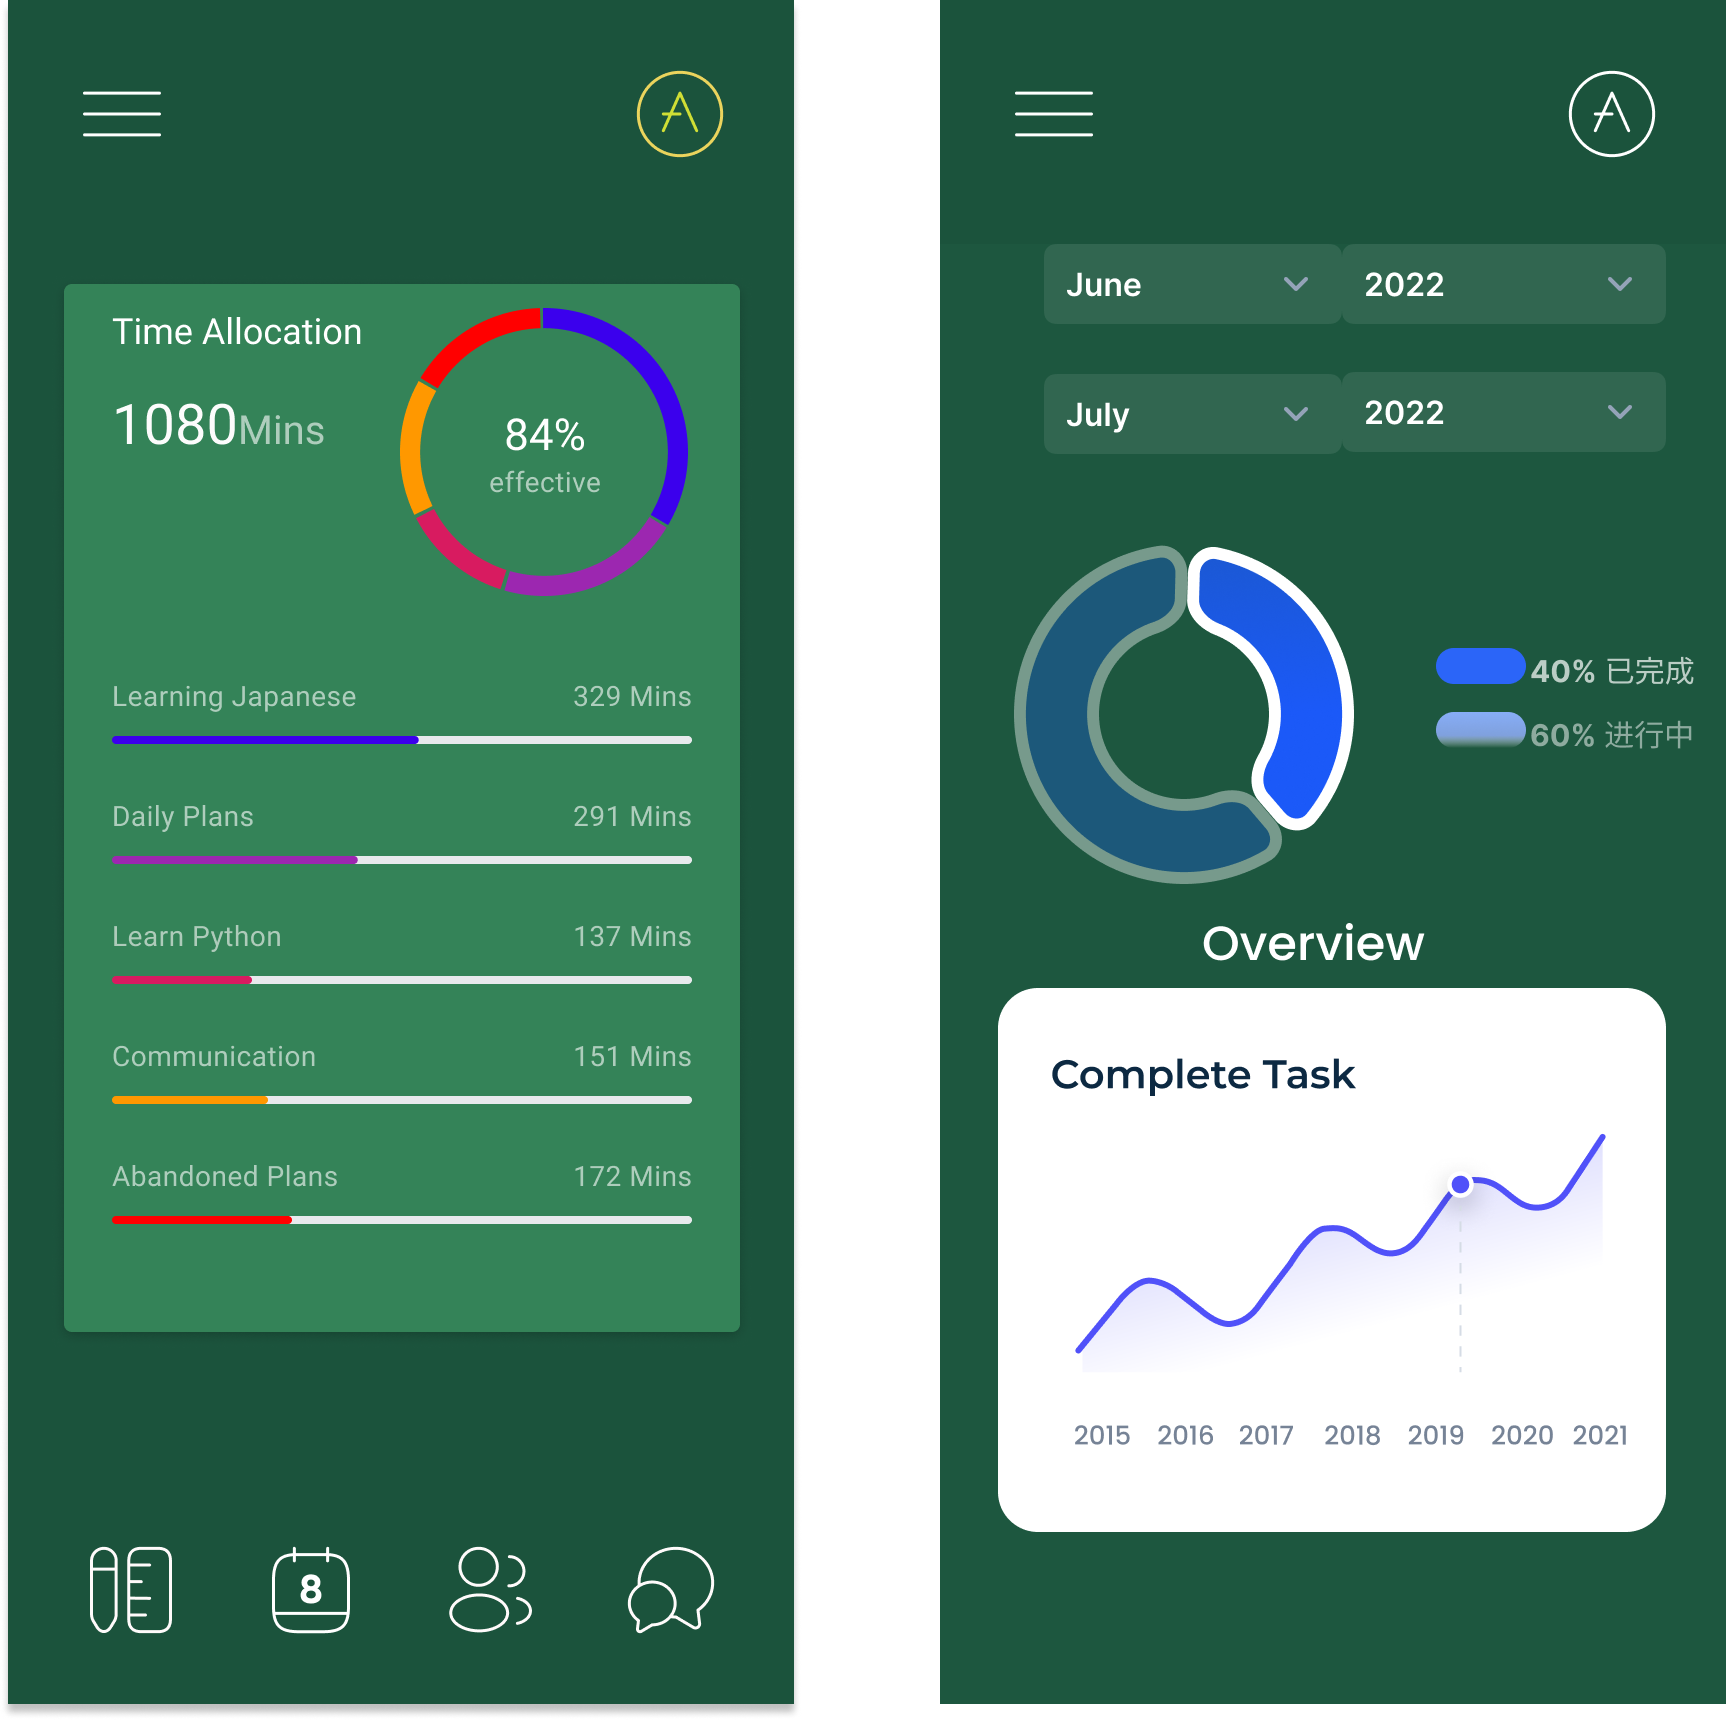 Time Allocation
1080Mins
84%
effective
Learning Japanese 329 Mins
Daily Plans 291 Mins
Learn Python 137 Mins
Communication 151 Mins
Abandoned Plans 172 Mins
8
June 2022
July 2022
40% 已完成
60% 进行中
Overview
Complete Task
2015 2016 2017 2018 2019 2020 2021